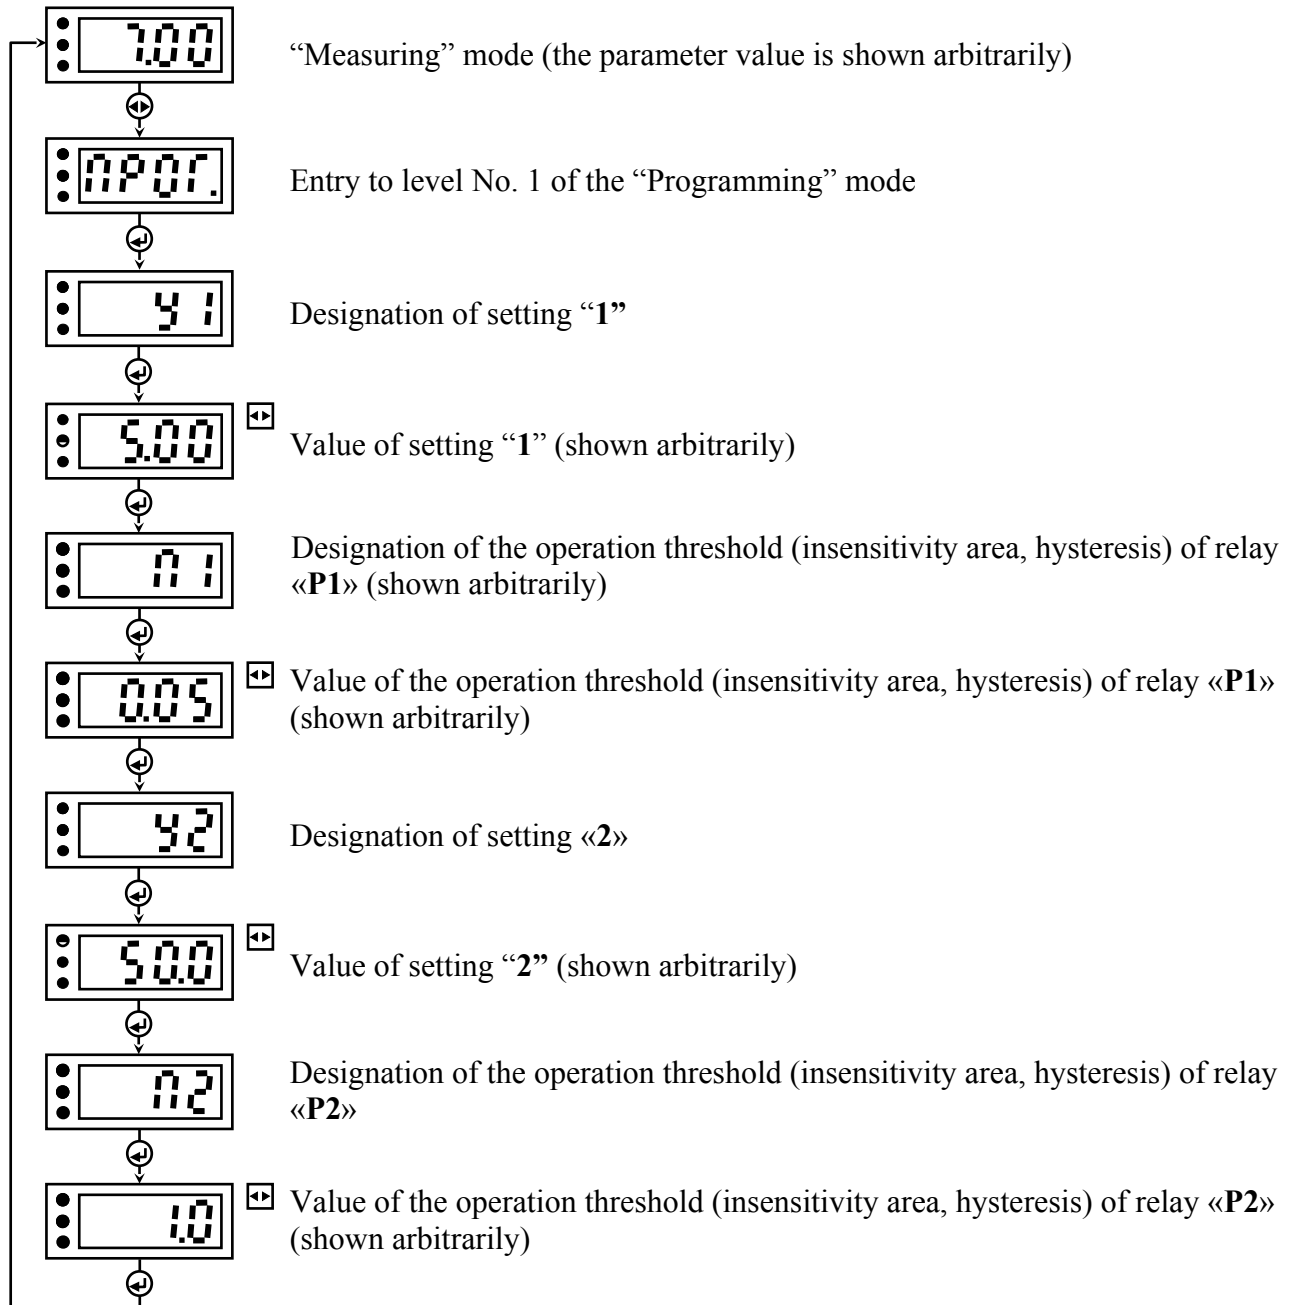 7.00
“Measuring” mode (the parameter value is shown arbitrarily)
ПРОГ.
Entry to level No. 1 of the “Programming” mode
У1
Designation of setting “1”
5.00
Value of setting “1” (shown arbitrarily)
П1
Designation of the operation threshold (insensitivity area, hysteresis) of relay
«P1» (shown arbitrarily)
0.05
Value of the operation threshold (insensitivity area, hysteresis) of relay «P1»
(shown arbitrarily)
У2
Designation of setting «2»
50.0
Value of setting “2” (shown arbitrarily)
П2
Designation of the operation threshold (insensitivity area, hysteresis) of relay
«P2»
1.0
Value of the operation threshold (insensitivity area, hysteresis) of relay «P2»
(shown arbitrarily)